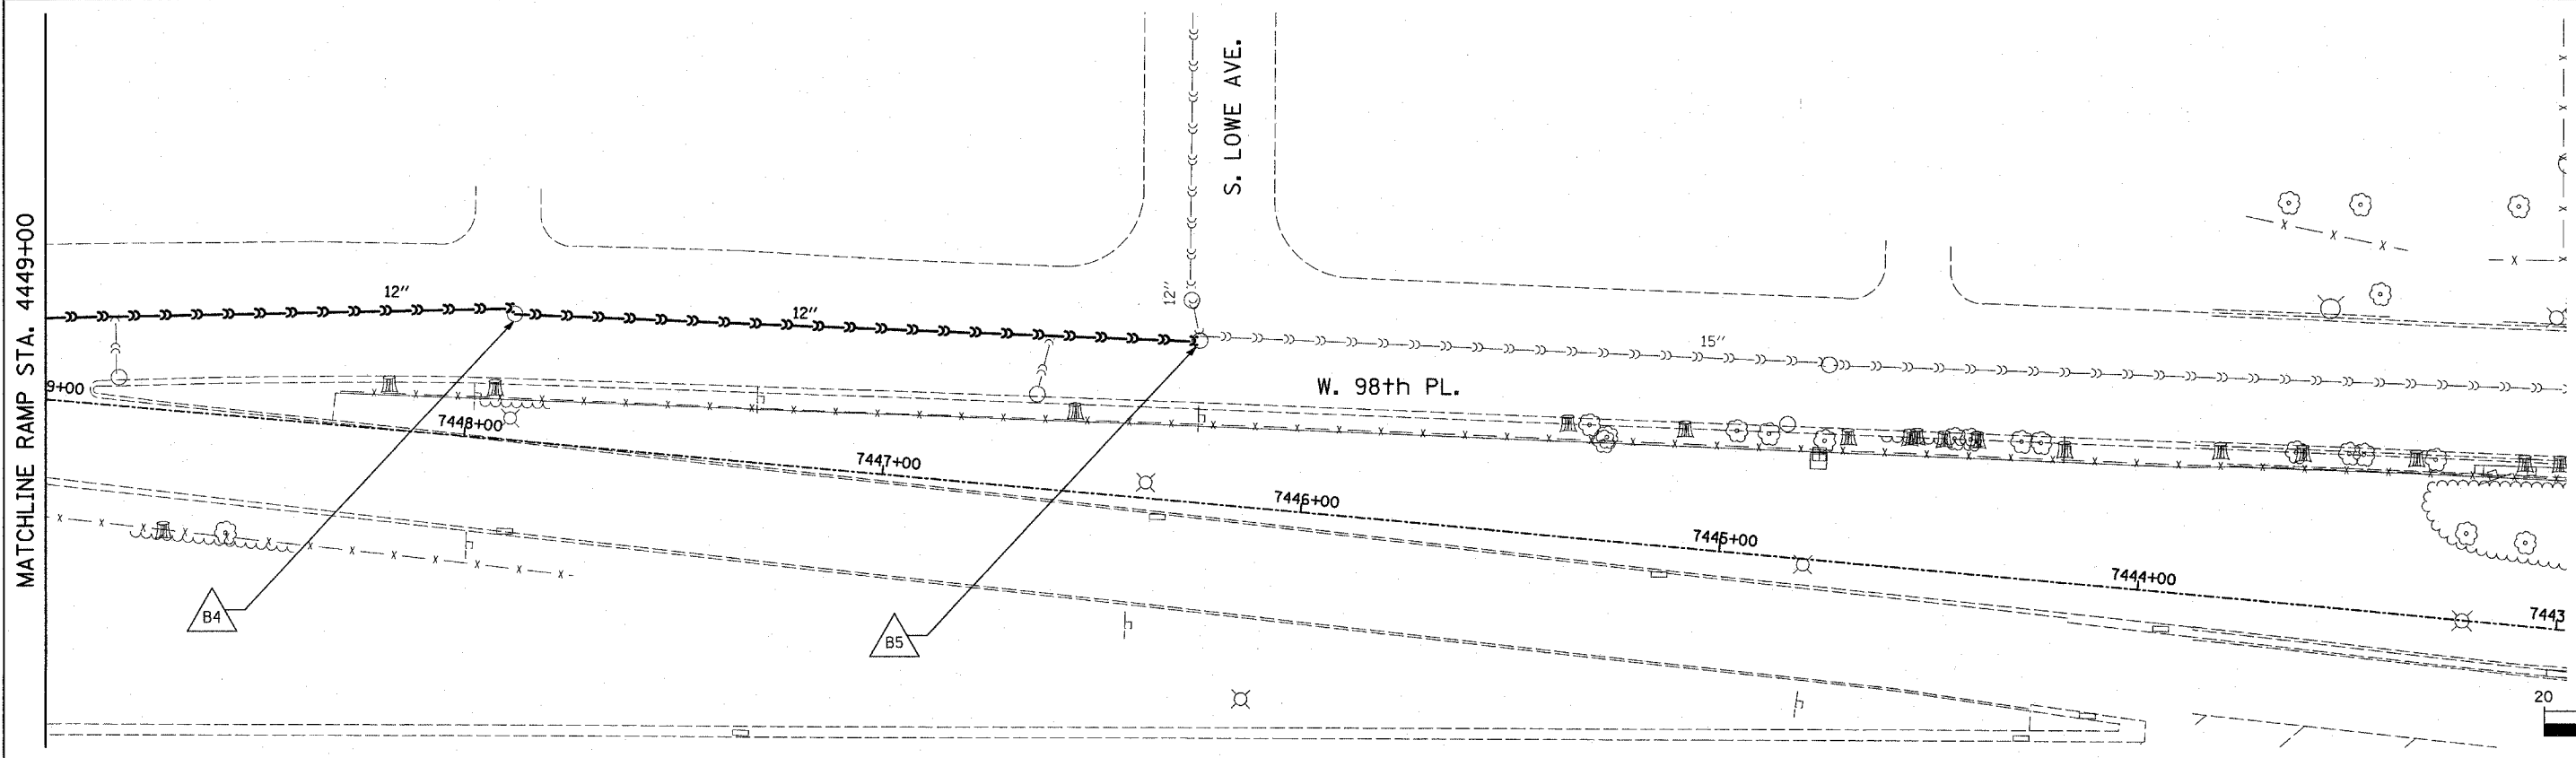 MATCHLINE RAMP STA. 4449+00
S. LOWE AVE.
12"
12"
12"
15"
W. 98th PL.
9+00
7448+00
7447+00
7446+00
7445+00
7444+00
7443
B4
B5
20